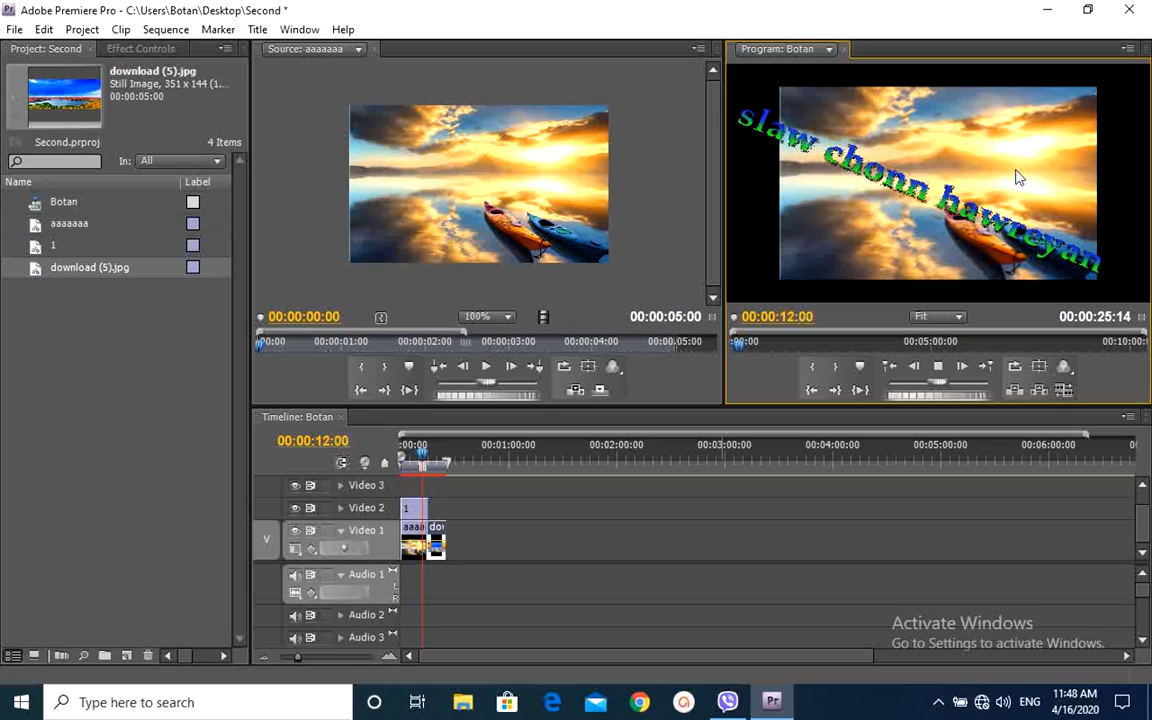 Adobe Premiere Pro - C:\Users\Botan\Desktop\Second *
File Edit Project Clip Sequence Marker Title Window Help
Project: Second Effect Controls
download (5).jpg
Still Image, 351 x 144 (1...
00:00:05:00
Second.prproj 4 Items
In: All
Name Label
Botan
aaaaaaa
1
download (5).jpg
Source: aaaaaaa
00:00:00:00 100% 00:00:05:00
00:00 00:00:01:00 00:00:02:00 00:00:03:00 00:00:04:00 00:00:05:00
Program: Botan
slaw chonn hawreyan
00:00:12:00 Fit 00:00:25:14
00:00 00:05:00:00 00:10:00:
Timeline: Botan
00:00:12:00
:00:00 00:01:00:00 00:02:00:00 00:03:00:00 00:04:00:00 00:05:00:00 00:06:00:00 00
Video 3
Video 2 1
V Video 1 aaaa dow
Audio 1
L
R
Audio 2
Audio 3
Activate Windows
Go to Settings to activate Windows.
Type here to search
Pr
ENG
11:48 AM
4/16/2020